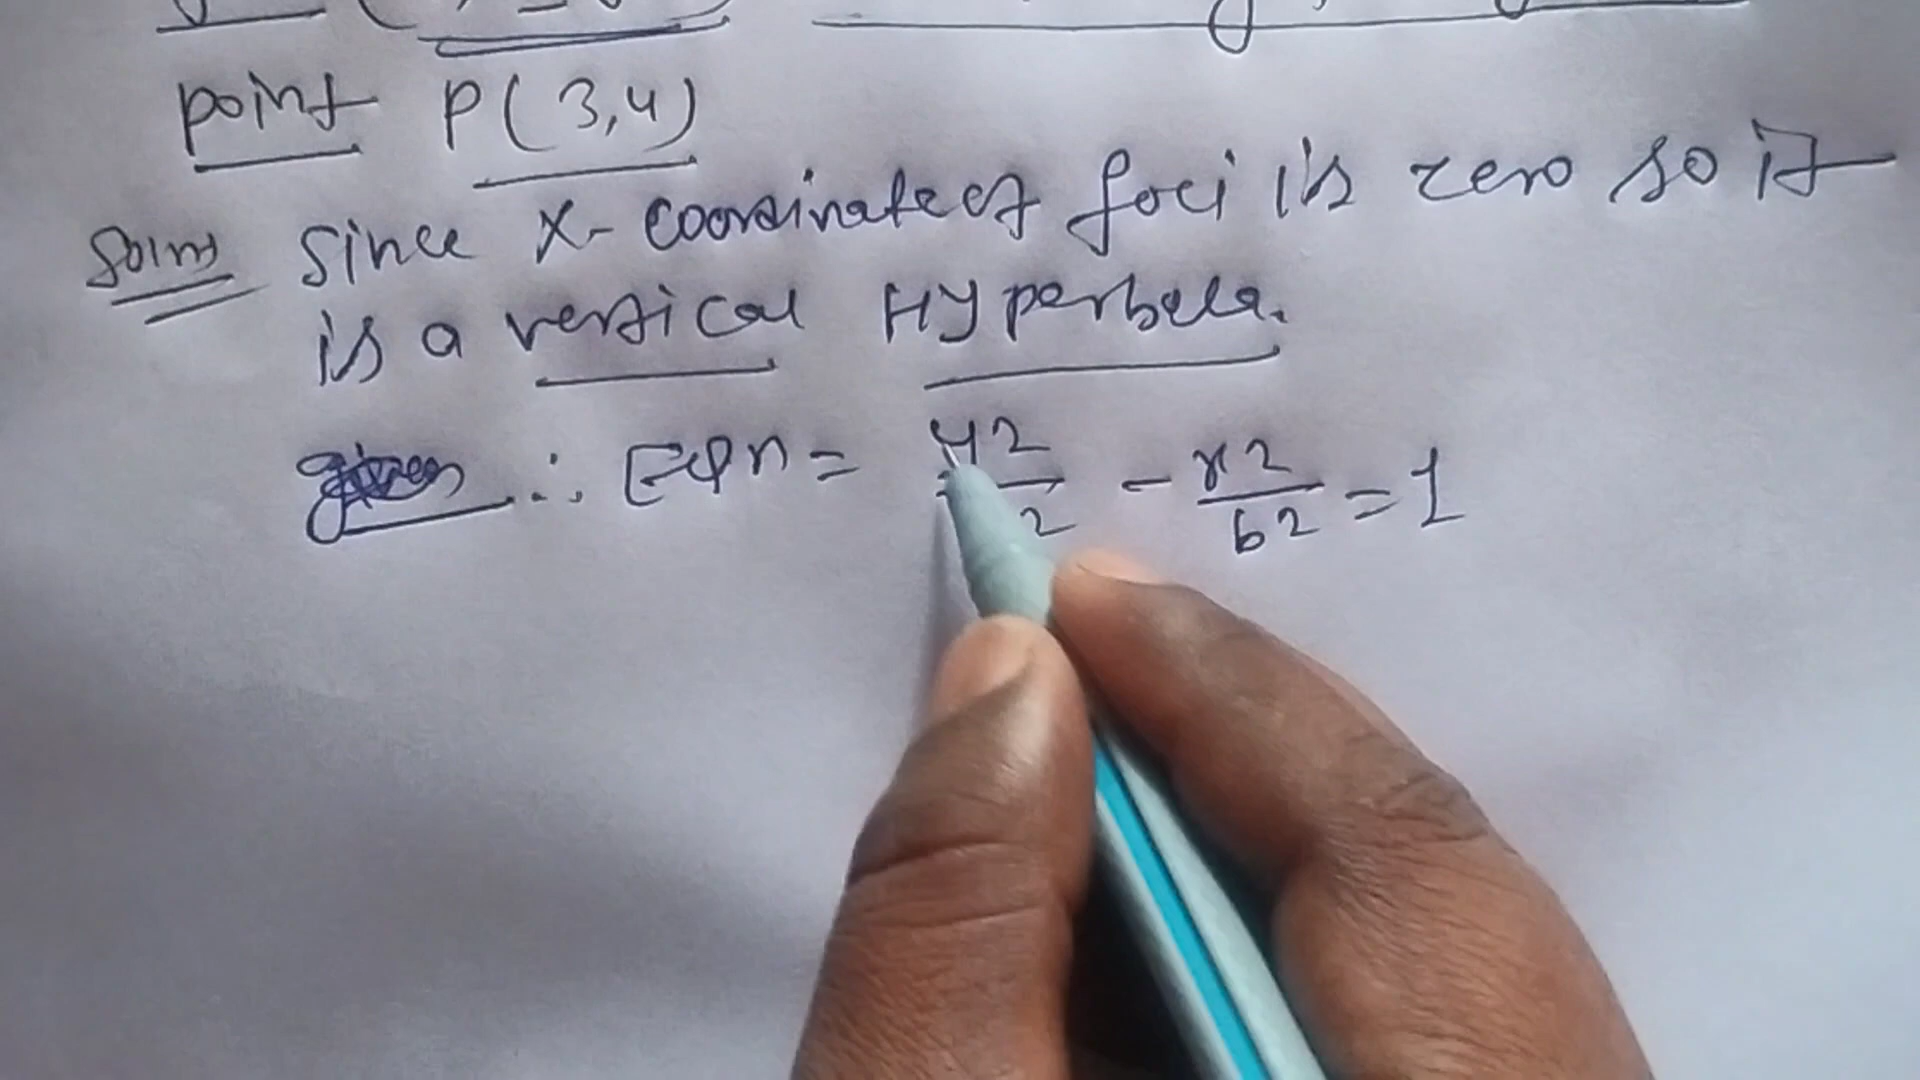 point P(3,4)
Soln Since x-coordinate of foci is zero so it
is a vertical Hyperbola.
∴ Eqn = y2/2 - x2/b2 = 1